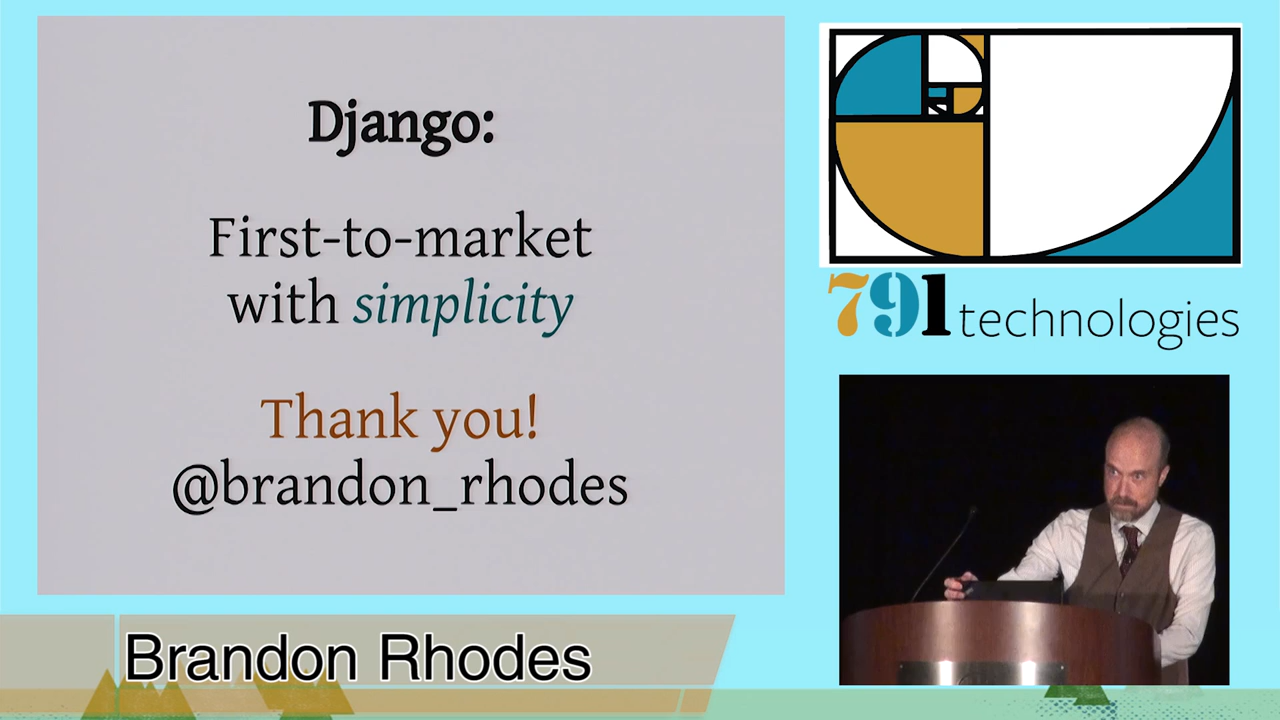 Django:
First-to-market
with simplicity
Thank you!
@brandon_rhodes
791 technologies
Brandon Rhodes